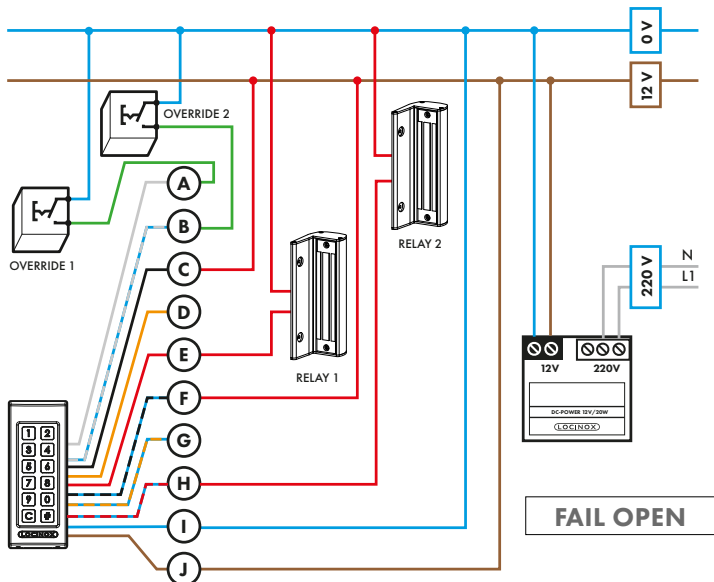 0 V
12 V
OVERRIDE 2
A
B
OVERRIDE 1
C
RELAY 2
N
L1
220 V
D
E
RELAY 1
12V
220V
F
DC-POWER 12V/20W
LOCINOX
G
1 2
3 4
5 6
7 8
9 0
C #
LOCINOX
H
FAIL OPEN
I
J